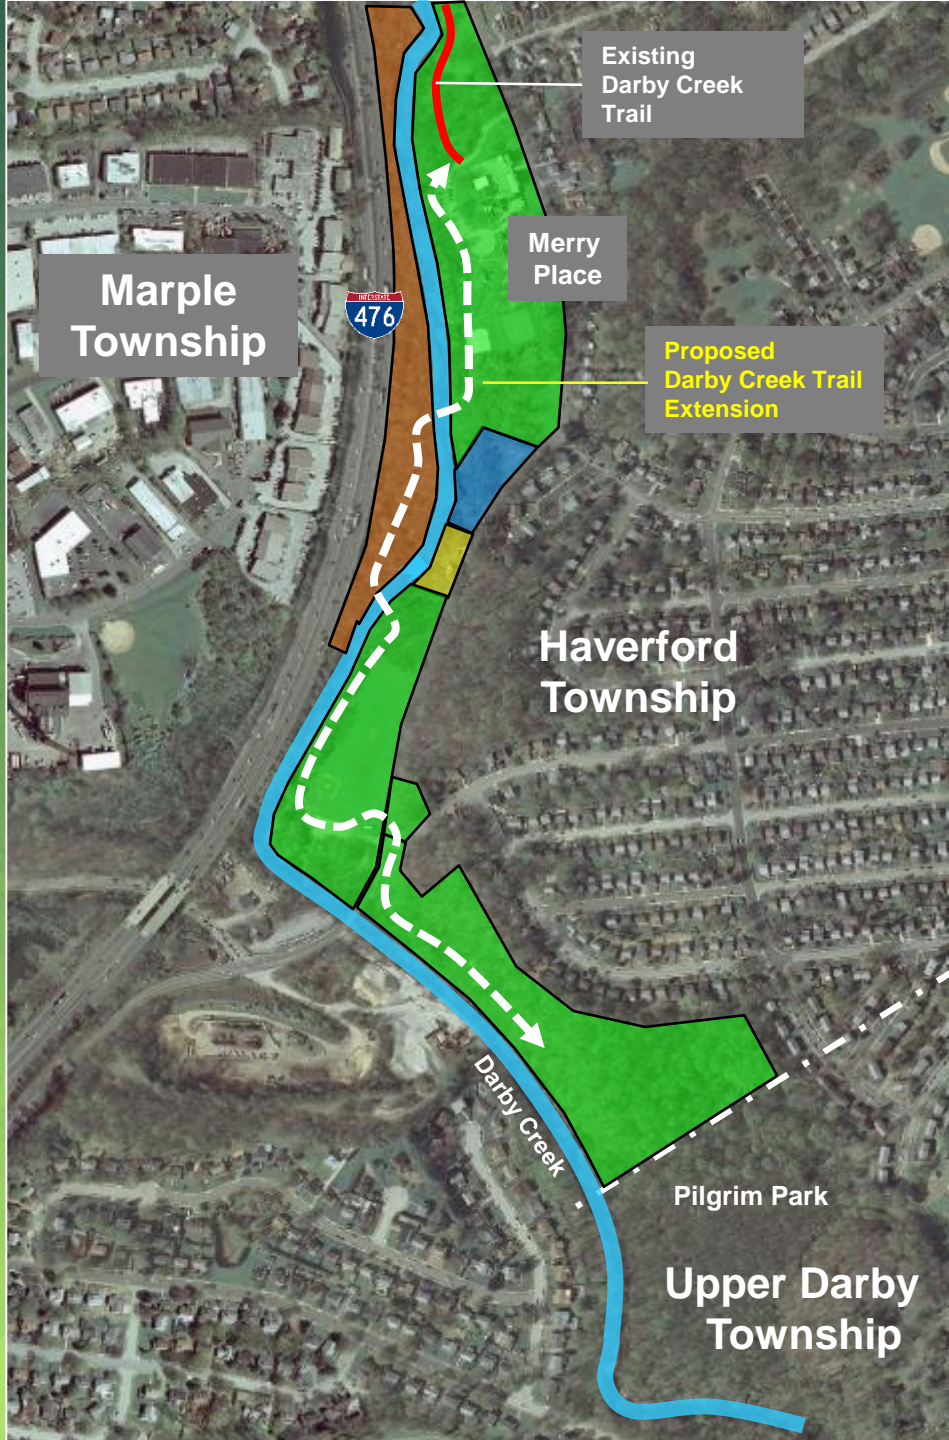 Existing
Darby Creek
Trail
Merry
Place
Marple
Township
INTERSTATE
476
Proposed
Darby Creek Trail
Extension
Haverford
Township
Darby Creek
Pilgrim Park
Upper Darby
Township